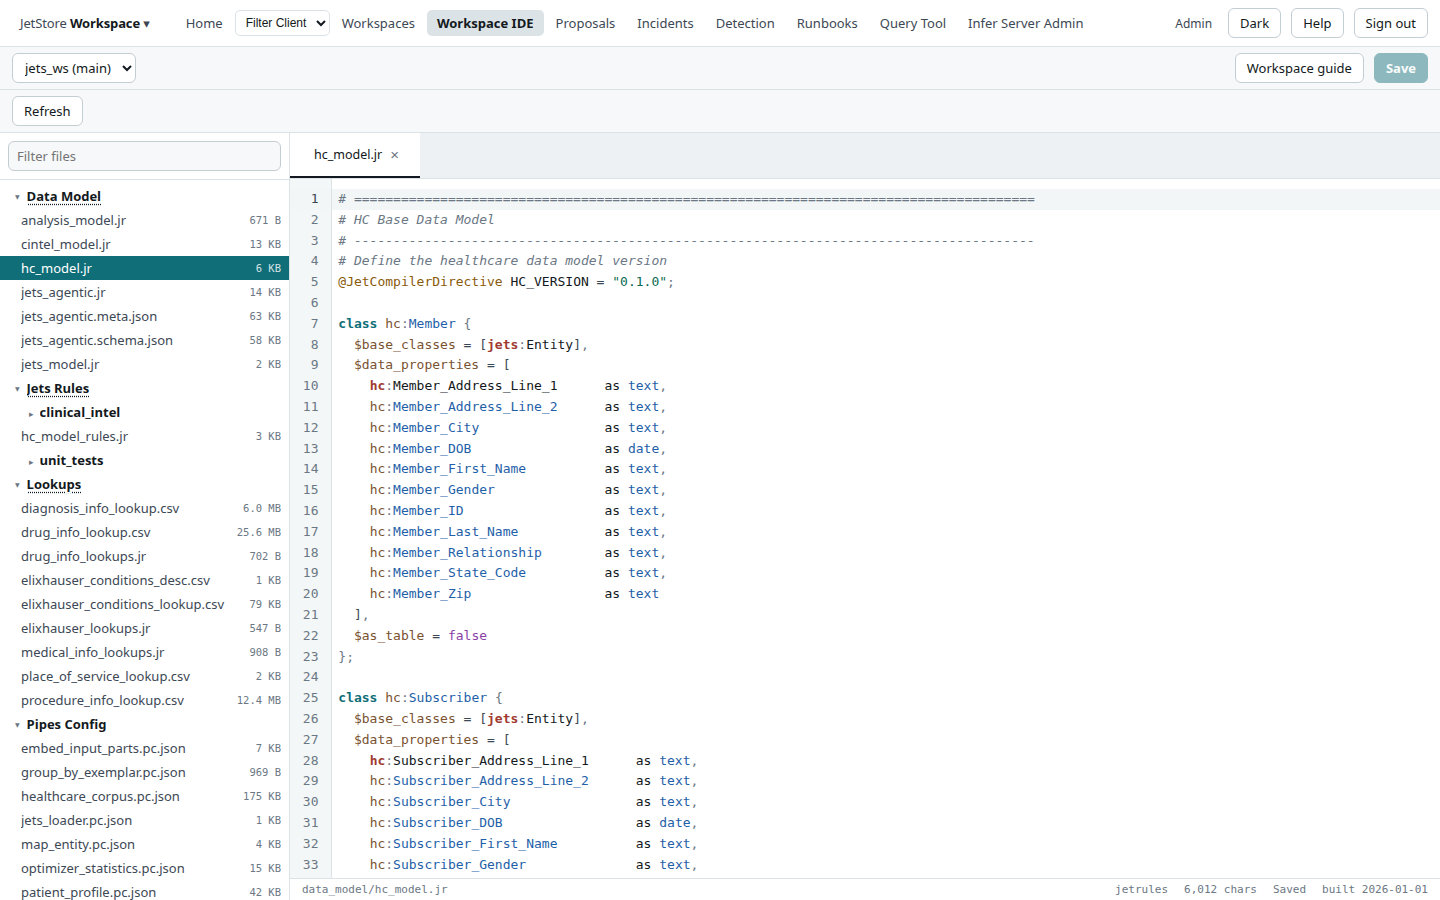 JetStore Workspace ▾ Home Filter Client Workspaces Workspace IDE Proposals Incidents Detection Runbooks Query Tool Infer Server Admin Admin Dark Help Sign out
jets_ws (main) Workspace guide Save
Refresh
Filter files
▾ Data Model
analysis_model.jr 671 B
cintel_model.jr 13 KB
hc_model.jr 6 KB
jets_agentic.jr 14 KB
jets_agentic.meta.json 63 KB
jets_agentic.schema.json 58 KB
jets_model.jr 2 KB
▾ Jets Rules
▸ clinical_intel
hc_model_rules.jr 3 KB
▸ unit_tests
▾ Lookups
diagnosis_info_lookup.csv 6.0 MB
drug_info_lookup.csv 25.6 MB
drug_info_lookups.jr 702 B
elixhauser_conditions_desc.csv 1 KB
elixhauser_conditions_lookup.csv 79 KB
elixhauser_lookups.jr 547 B
medical_info_lookups.jr 908 B
place_of_service_lookup.csv 2 KB
procedure_info_lookup.csv 12.4 MB
▾ Pipes Config
embed_input_parts.pc.json 7 KB
group_by_exemplar.pc.json 969 B
healthcare_corpus.pc.json 175 KB
jets_loader.pc.json 1 KB
map_entity.pc.json 4 KB
optimizer_statistics.pc.json 15 KB
patient_profile.pc.json 42 KB
hc_model.jr ×
1 # =========================================================================================
2 # HC Base Data Model
3 # ---------------------------------------------------------------------------------------
4 # Define the healthcare data model version
5 @JetCompilerDirective HC_VERSION = "0.1.0";
6
7 class hc:Member {
8 $base_classes = [jets:Entity],
9 $data_properties = [
10 hc:Member_Address_Line_1 as text,
11 hc:Member_Address_Line_2 as text,
12 hc:Member_City as text,
13 hc:Member_DOB as date,
14 hc:Member_First_Name as text,
15 hc:Member_Gender as text,
16 hc:Member_ID as text,
17 hc:Member_Last_Name as text,
18 hc:Member_Relationship as text,
19 hc:Member_State_Code as text,
20 hc:Member_Zip as text
21 ],
22 $as_table = false
23 };
24
25 class hc:Subscriber {
26 $base_classes = [jets:Entity],
27 $data_properties = [
28 hc:Subscriber_Address_Line_1 as text,
29 hc:Subscriber_Address_Line_2 as text,
30 hc:Subscriber_City as text,
31 hc:Subscriber_DOB as date,
32 hc:Subscriber_First_Name as text,
33 hc:Subscriber_Gender as text,
data_model/hc_model.jr jetrules 6,012 chars Saved built 2026-01-01